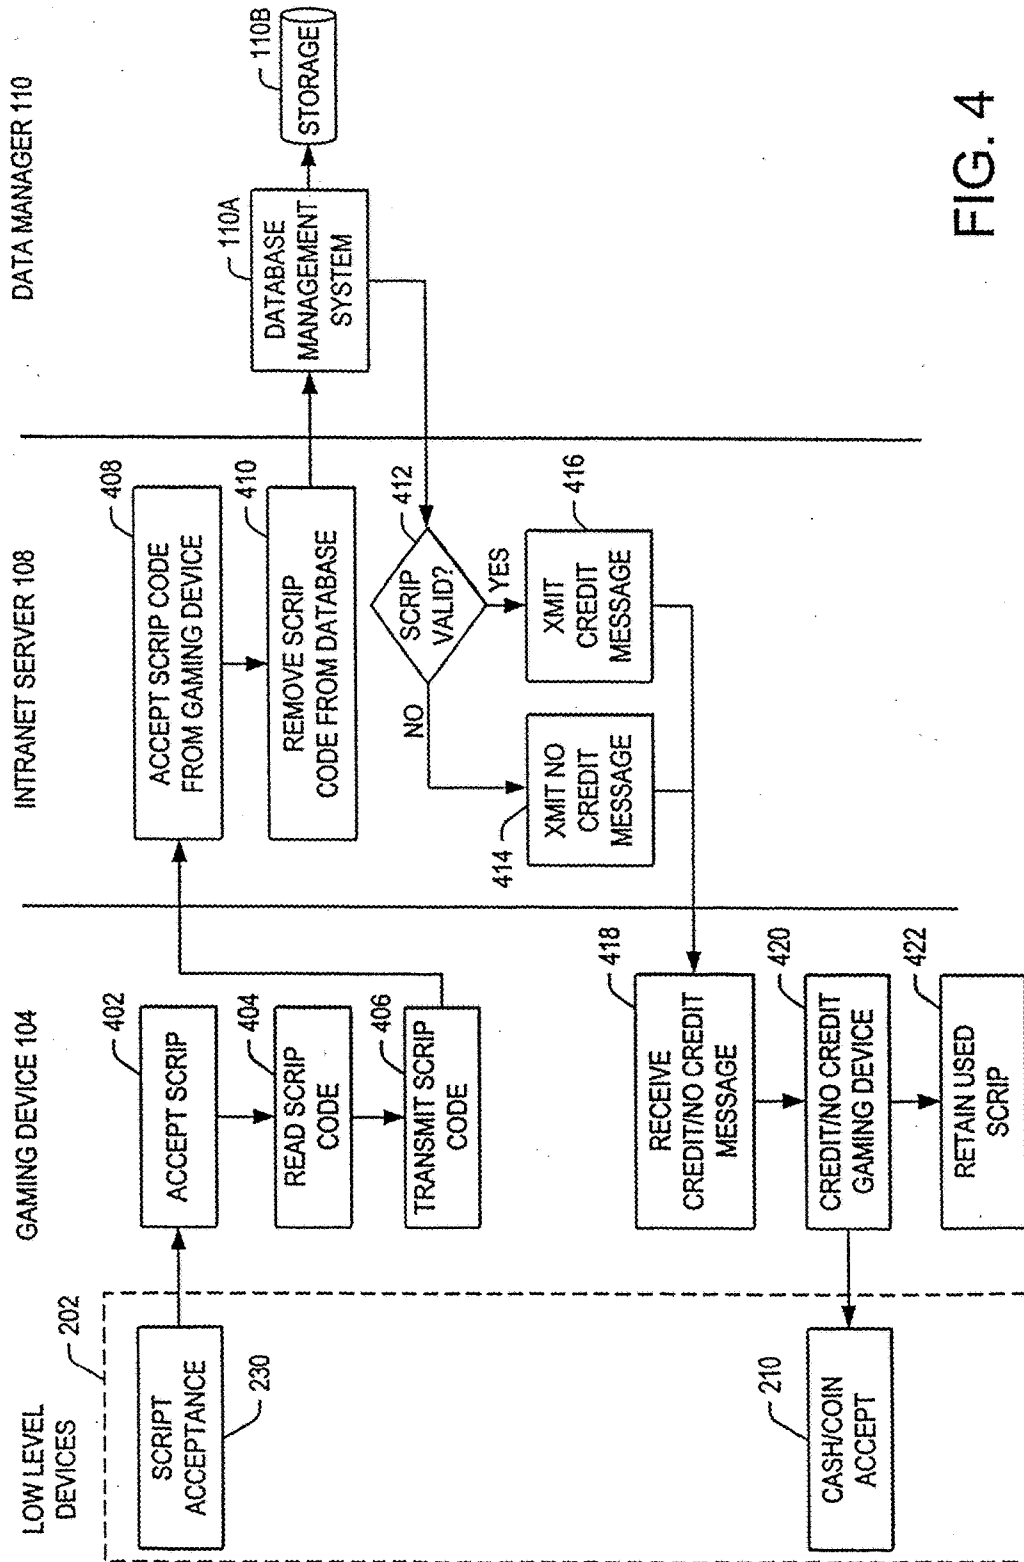 LOW LEVEL
DEVICES
202
SCRIPT
ACCEPTANCE
230
CASH/COIN
ACCEPT
210
GAMING DEVICE 104
ACCEPT SCRIP
402
READ SCRIP
CODE
404
TRANSMIT SCRIP
CODE
406
RECEIVE
CREDIT/NO CREDIT
MESSAGE
418
CREDIT/NO CREDIT
GAMING DEVICE
420
RETAIN USED
SCRIP
422
INTRANET SERVER 108
ACCEPT SCRIP CODE
FROM GAMING DEVICE
408
REMOVE SCRIP
CODE FROM DATABASE
410
SCRIP
VALID?
412
NO
YES
XMIT NO
CREDIT
MESSAGE
414
XMIT
CREDIT
MESSAGE
416
DATA MANAGER 110
DATABASE
MANAGEMENT
SYSTEM
110A
STORAGE
110B
FIG. 4